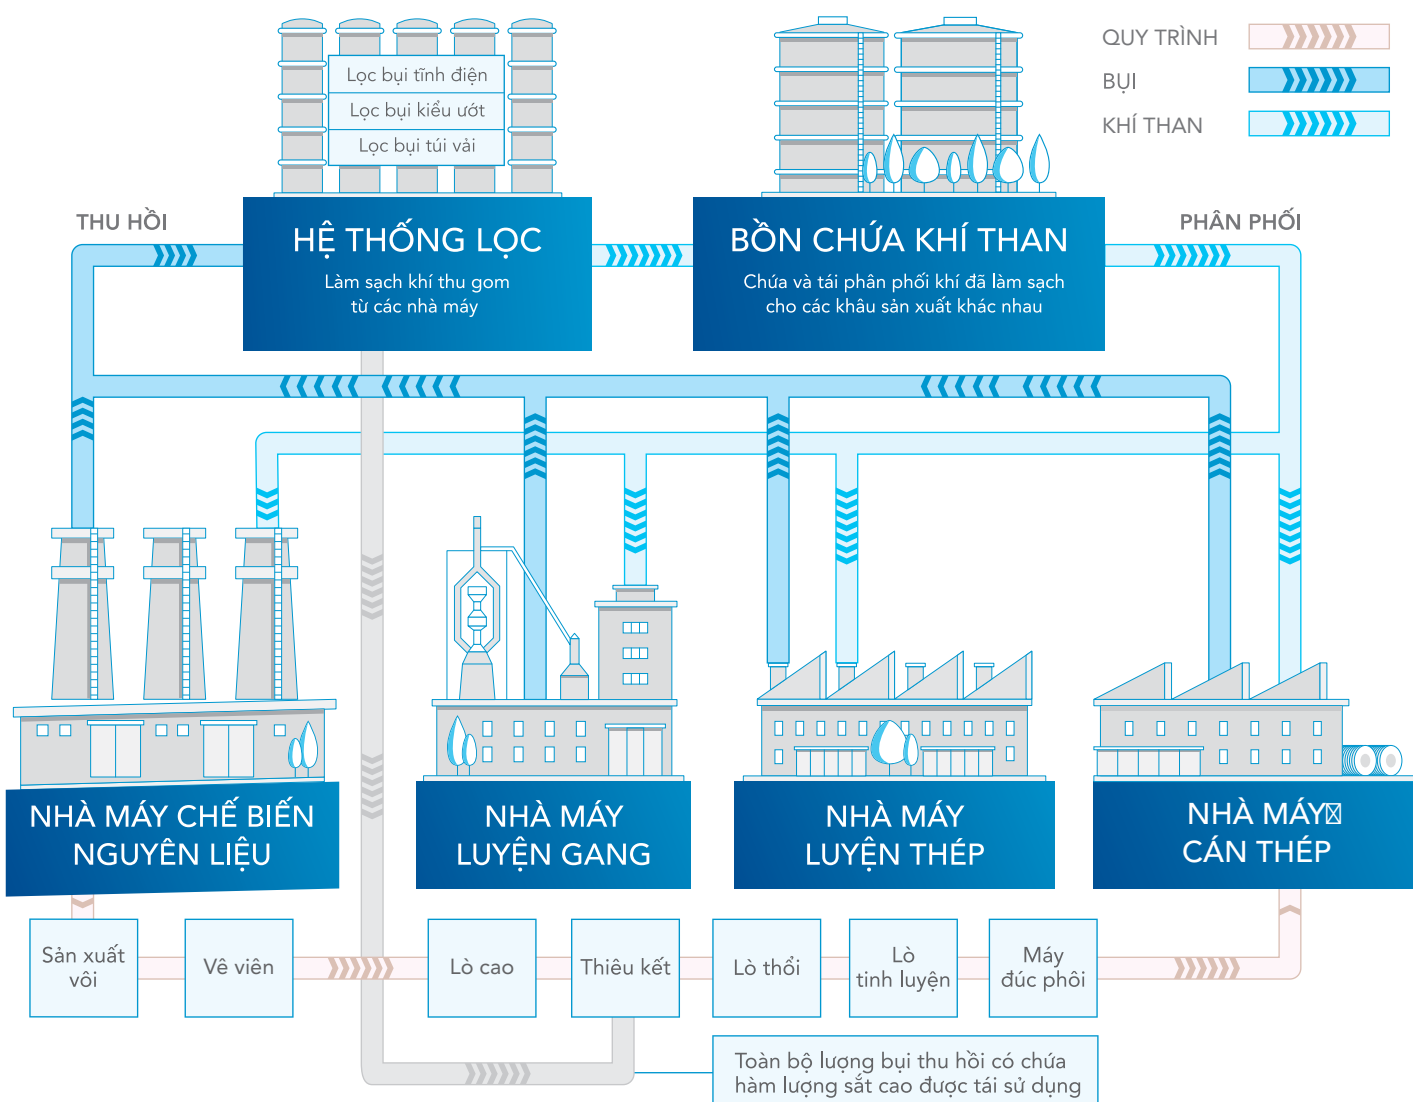 QUY TRÌNH
BỤI
KHÍ THAN
Lọc bụi tĩnh điện
Lọc bụi kiểu ướt
Lọc bụi túi vải
THU HỒI
HỆ THỐNG LỌC
Làm sạch khí thu gom
từ các nhà máy
BỒN CHỨA KHÍ THAN
Chứa và tái phân phối khí đã làm sạch
cho các khâu sản xuất khác nhau
PHÂN PHỐI
NHÀ MÁY CHẾ BIẾN
NGUYÊN LIỆU
NHÀ MÁY
LUYỆN GANG
NHÀ MÁY
LUYỆN THÉP
NHÀ MÁY
CÁN THÉP
Sản xuất
vôi
Vê viên
Lò cao
Thiêu kết
Lò thổi
Lò
tinh luyện
Máy
đúc phôi
Toàn bộ lượng bụi thu hồi có chứa
hàm lượng sắt cao được tái sử dụng